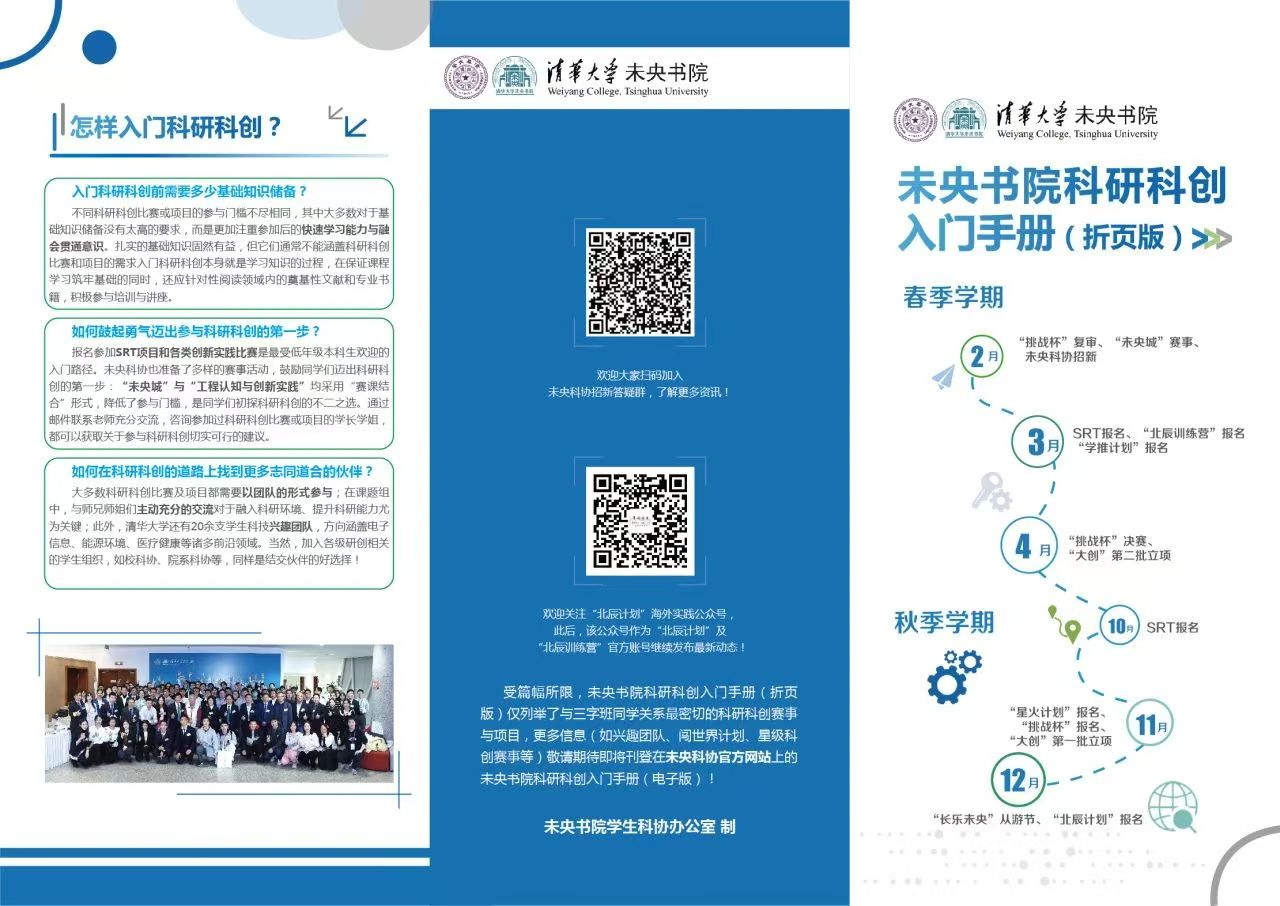 怎样入门科研科创？
入门科研科创前需要多少基础知识储备？
不同科研科创比赛或项目的参与门槛不尽相同，其中大多数对于基
础知识储备没有太高的要求，而是更加注重参加后的快速学习能力与融
会贯通意识。扎实的基础知识固然有益，但它们通常不能涵盖科研科创
比赛和项目的需求入门科研科创本身就是学习知识的过程，在保证课程
学习筑牢基础的同时，还应针对性阅读领域内的奠基性文献和专业书
籍，积极参与培训与讲座。
如何鼓起勇气迈出参与科研科创的第一步？
报名参加SRT项目和各类创新实践比赛是最受低年级本科生欢迎的
入门路径。未央科协也准备了多样的赛事活动，鼓励同学们迈出科研科
创的第一步：“未央城”与“工程认知与创新实践”均采用“赛课结
合”形式，降低了参与门槛，是同学们初探科研科创的不二之选。通过
邮件联系老师充分交流，咨询参加过科研科创比赛或项目的学长学姐，
都可以获取关于参与科研科创切实可行的建议。
如何在科研科创的道路上找到更多志同道合的伙伴？
大多数科研科创比赛及项目都需要以团队的形式参与；在课题组
中，与师兄师姐们主动充分的交流对于融入科研环境、提升科研能力尤
为关键；此外，清华大学还有20余支学生科技兴趣团队，方向涵盖电子
信息、能源环境、医疗健康等诸多前沿领域。当然，加入各级研创相关
的学生组织，如校科协、院系科协等，同样是结交伙伴的好选择！
清华大学 未央书院
Weiyang College, Tsinghua University
欢迎大家扫码加入
未央科协招新答疑群，了解更多资讯！
欢迎关注“北辰计划”海外实践公众号，
此后，该公众号作为“北辰计划”及
“北辰训练营”官方账号继续发布最新动态！
受篇幅所限，未央书院科研科创入门手册（折页
版）仅列举了与三字班同学关系最密切的科研科创赛事
与项目，更多信息（如兴趣团队、闯世界计划、星级科
创赛事等）敬请期待即将刊登在未央科协官方网站上的
未央书院科研科创入门手册（电子版）！
未央书院学生科协办公室 制
清华大学 未央书院
Weiyang College, Tsinghua University
未央书院科研科创
入门手册（折页版）
春季学期
2月
“挑战杯”复审、“未央城”赛事、
未央科协招新
3月
SRT报名、“北辰训练营”报名
“学推计划”报名
4月
“挑战杯”决赛、
“大创”第二批立项
秋季学期
10月
SRT报名
“星火计划”报名、
“挑战杯”报名、
“大创”第一批立项
11月
12月
“长乐未央”从游节、“北辰计划”报名